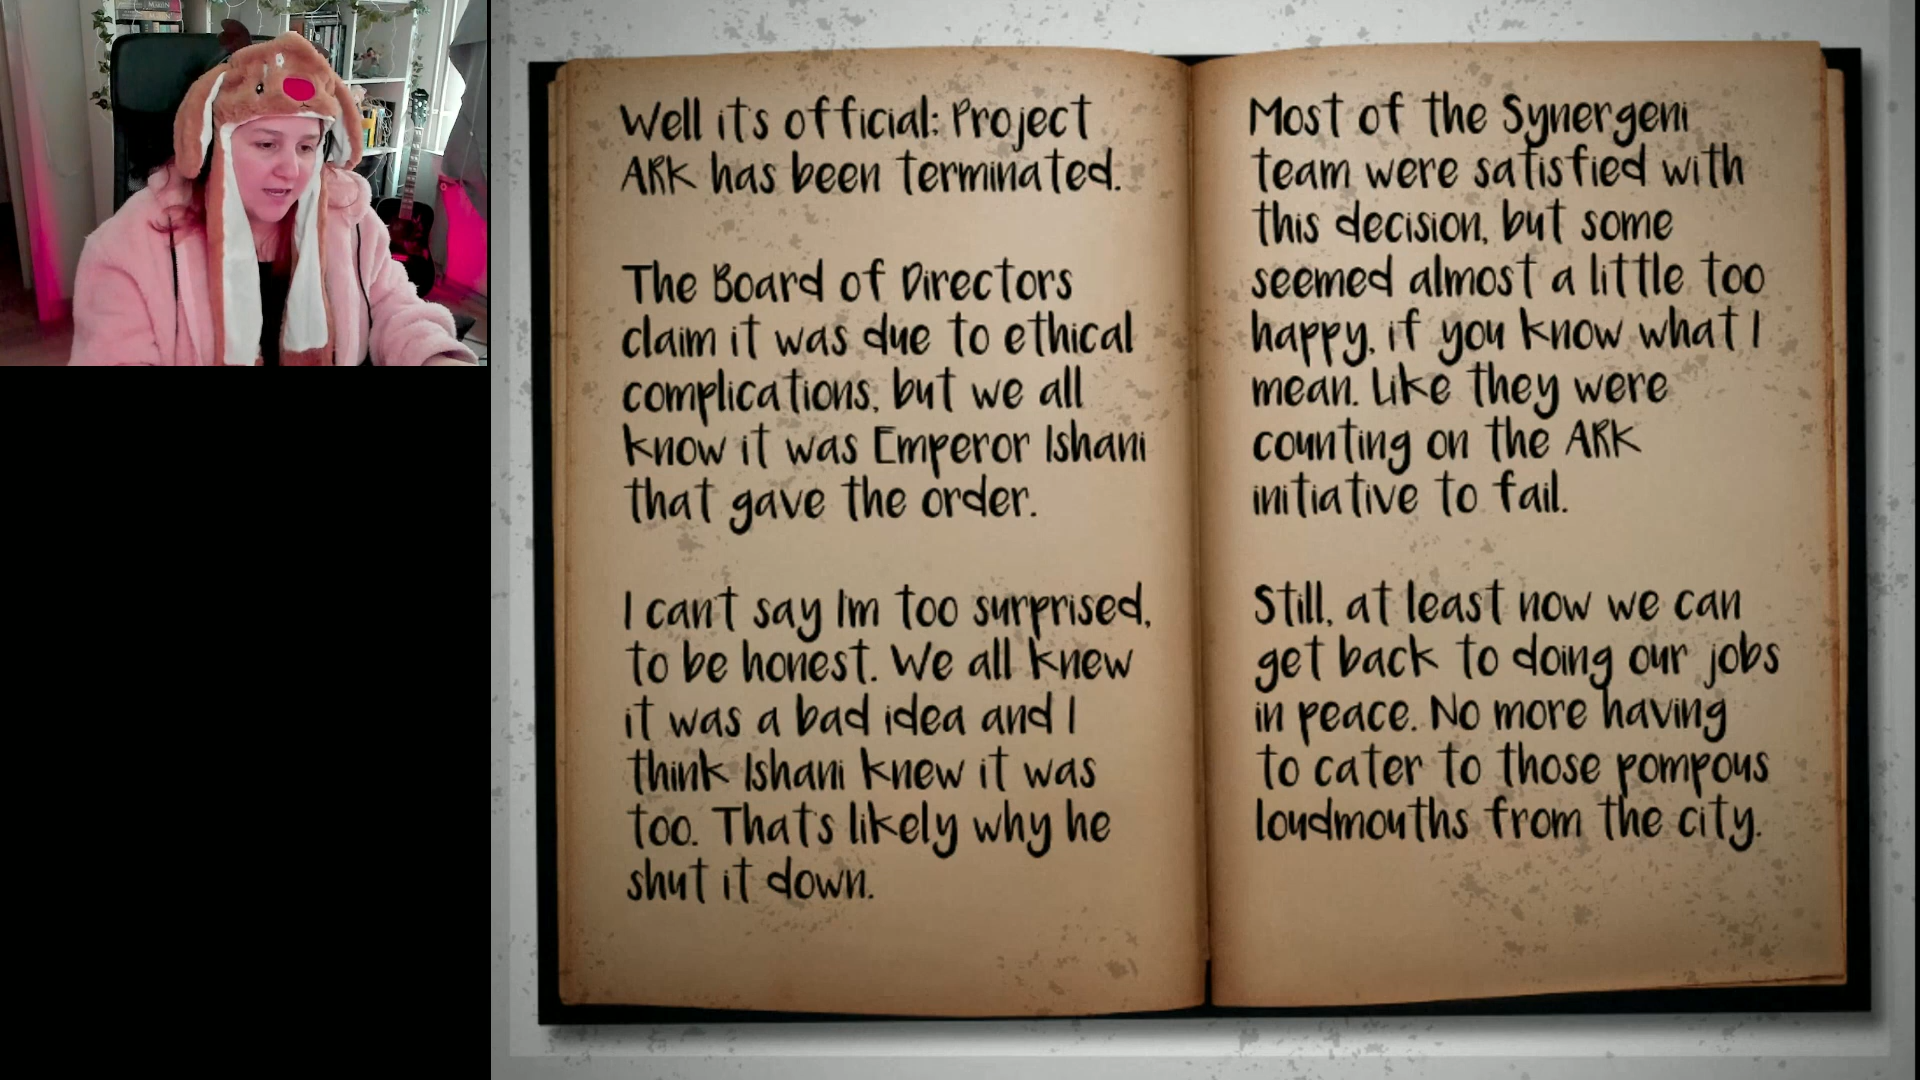 Well its official: Project
ARK has been terminated.
The Board of Directors
claim it was due to ethical
complications, but we all
know it was Emperor Ishani
that gave the order.
I cant say Im too surprised,
to be honest. We all knew
it was a bad idea and I
think Ishani knew it was
too. Thats likely why he
shut it down.
Most of the Synergeni
team were satisfied with
this decision, but some
seemed almost a little too
happy, if you know what I
mean. Like they were
counting on the ARK
initiative to fail.
Still, at least now we can
get back to doing our jobs
in peace. No more having
to cater to those pompous
loudmouths from the city.